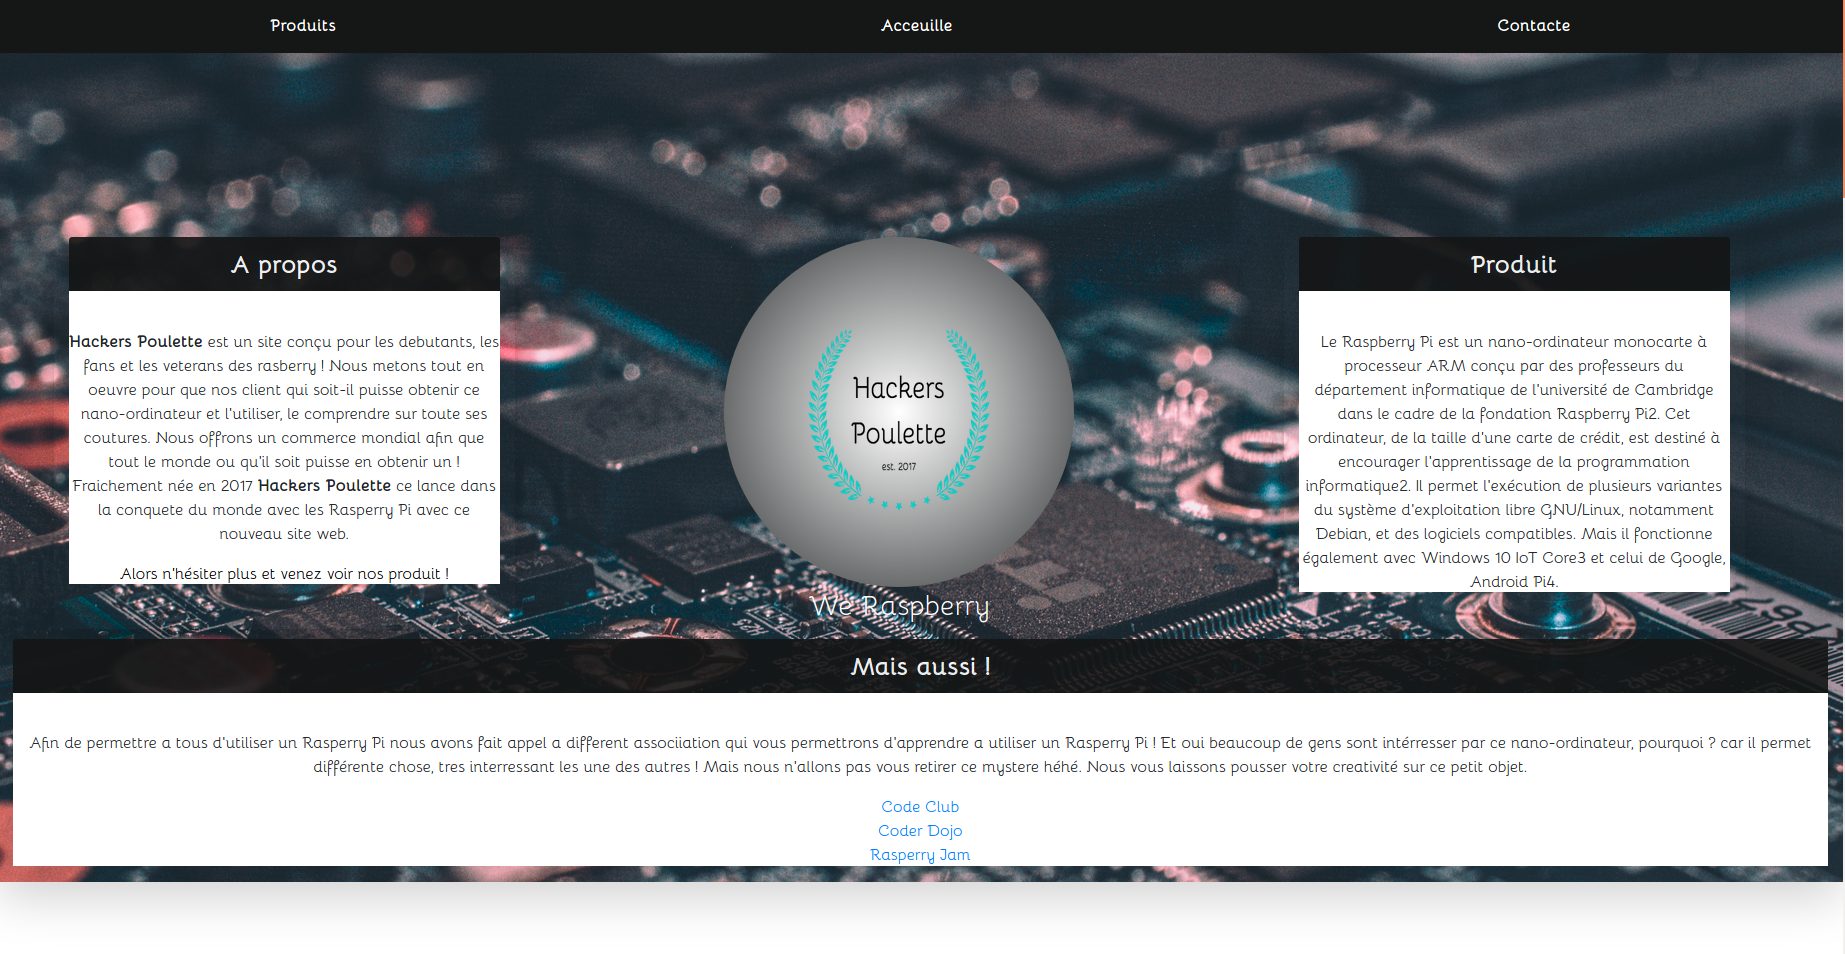 Produits
Acceuille
Contacte
A propos
Hackers Poulette est un site conçu pour les debutants, les
fans et les veterans des rasberry ! Nous metons tout en
oeuvre pour que nos client qui soit-il puisse obtenir ce
nano-ordinateur et l'utiliser, le comprendre sur toute ses
coutures. Nous offrons un commerce mondial afin que
tout le monde ou qu'il soit puisse en obtenir un !
Fraichement née en 2017 Hackers Poulette ce lance dans
la conquete du monde avec les Rasperry Pi avec ce
nouveau site web.
Alors n'hésiter plus et venez voir nos produit !
Hackers
Poulette
est. 2017
We Raspberry
Produit
Le Raspberry Pi est un nano-ordinateur monocarte à
processeur ARM conçu par des professeurs du
département informatique de l'université de Cambridge
dans le cadre de la fondation Raspberry Pi2. Cet
ordinateur, de la taille d'une carte de crédit, est destiné à
encourager l'apprentissage de la programmation
informatique2. Il permet l'exécution de plusieurs variantes
du système d'exploitation libre GNU/Linux, notamment
Debian, et des logiciels compatibles. Mais il fonctionne
également avec Windows 10 IoT Core3 et celui de Google,
Android Pi4.
Mais aussi !
Afin de permettre a tous d'utiliser un Rasperry Pi nous avons fait appel a different associiation qui vous permettrons d'apprendre a utiliser un Rasperry Pi ! Et oui beaucoup de gens sont intérresser par ce nano-ordinateur, pourquoi ? car il permet
différente chose, tres interressant les une des autres ! Mais nous n'allons pas vous retirer ce mystere héhé. Nous vous laissons pousser votre creativité sur ce petit objet.
Code Club
Coder Dojo
Rasperry Jam